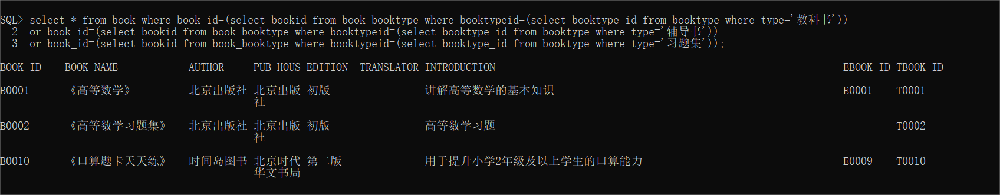 SQL> select * from book where book_id=(select bookid from book_booktype where booktypeid=(select booktype_id from booktype where type='教科书'))
  2  or book_id=(select bookid from book_booktype where booktypeid=(select booktype_id from booktype where type='辅导书'))
  3  or book_id=(select bookid from book_booktype where booktypeid=(select booktype_id from booktype where type='习题集'));
BOOK_ID    BOOK_NAME            AUTHOR     PUB_HOUS EDITION  TRANSLATOR INTRODUCTION                                                           EBOOK_ID TBOOK_ID
---------- -------------------- ---------- -------- -------- ---------- ---------------------------------------------------------------------- -------- --------
B0001      《高等数学》         北京出版社 北京出版 初版                讲解高等数学的基本知识                                                 E0001    T0001
社
B0002      《高等数学习题集》   北京出版社 北京出版 初版                高等数学习题                                                                    T0002
社
B0010      《口算题卡天天练》   时间岛图书 北京时代 第二版              用于提升小学2年级及以上学生的口算能力                                  E0009    T0010
华文书局